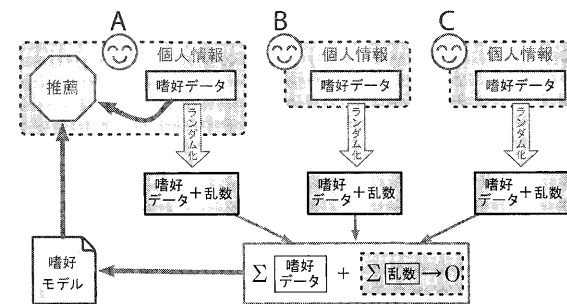 A
B
C
個人情報
個人情報
個人情報
推薦
嗜好データ
嗜好データ
嗜好データ
ランダム化
ランダム化
ランダム化
嗜好
データ+乱数
嗜好
データ+乱数
嗜好
データ+乱数
嗜好
モデル
Σ 嗜好データ + Σ 乱数→O